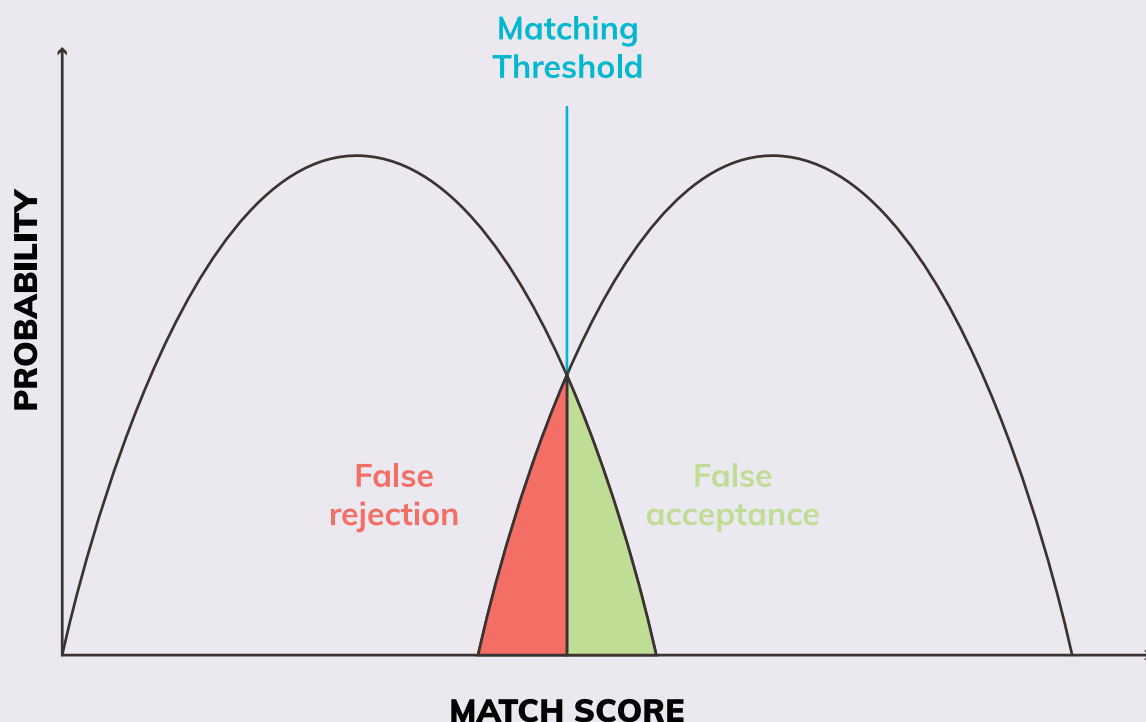 Matching
Threshold
PROBABILITY
False
rejection
False
acceptance
MATCH SCORE